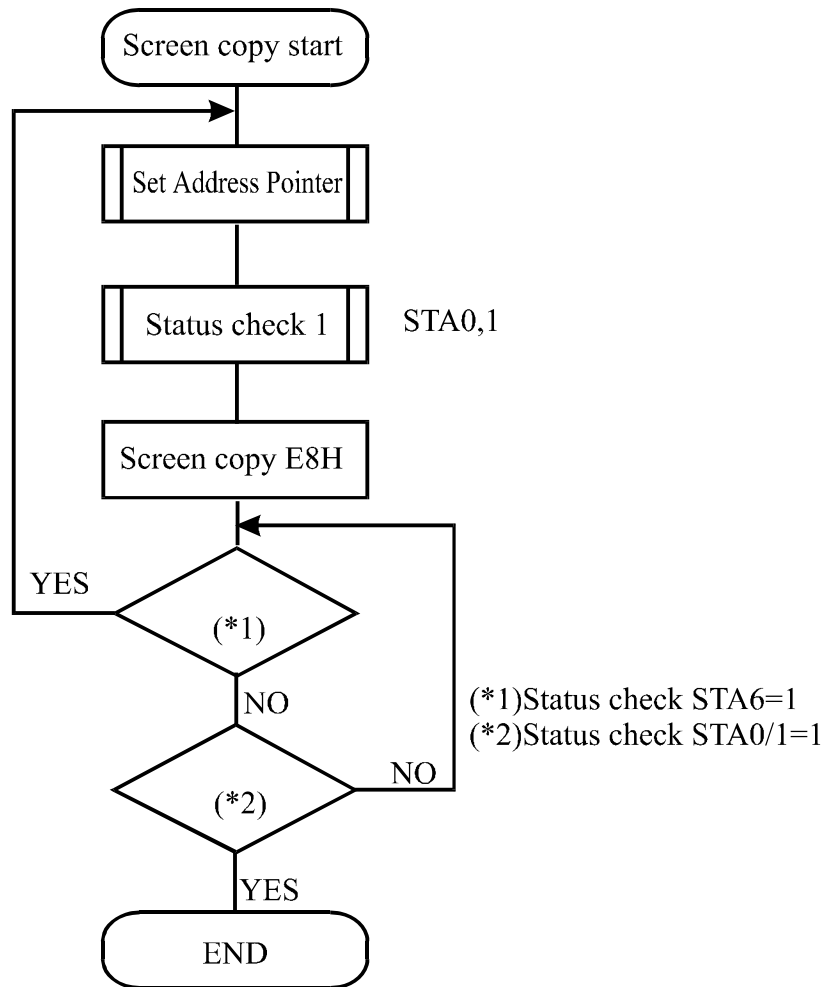 Screen copy start
Set Address Pointer
Status check 1
STA0,1
Screen copy E8H
YES
(*1)
NO
(*1)Status check STA6=1
(*2)Status check STA0/1=1
NO
(*2)
YES
END